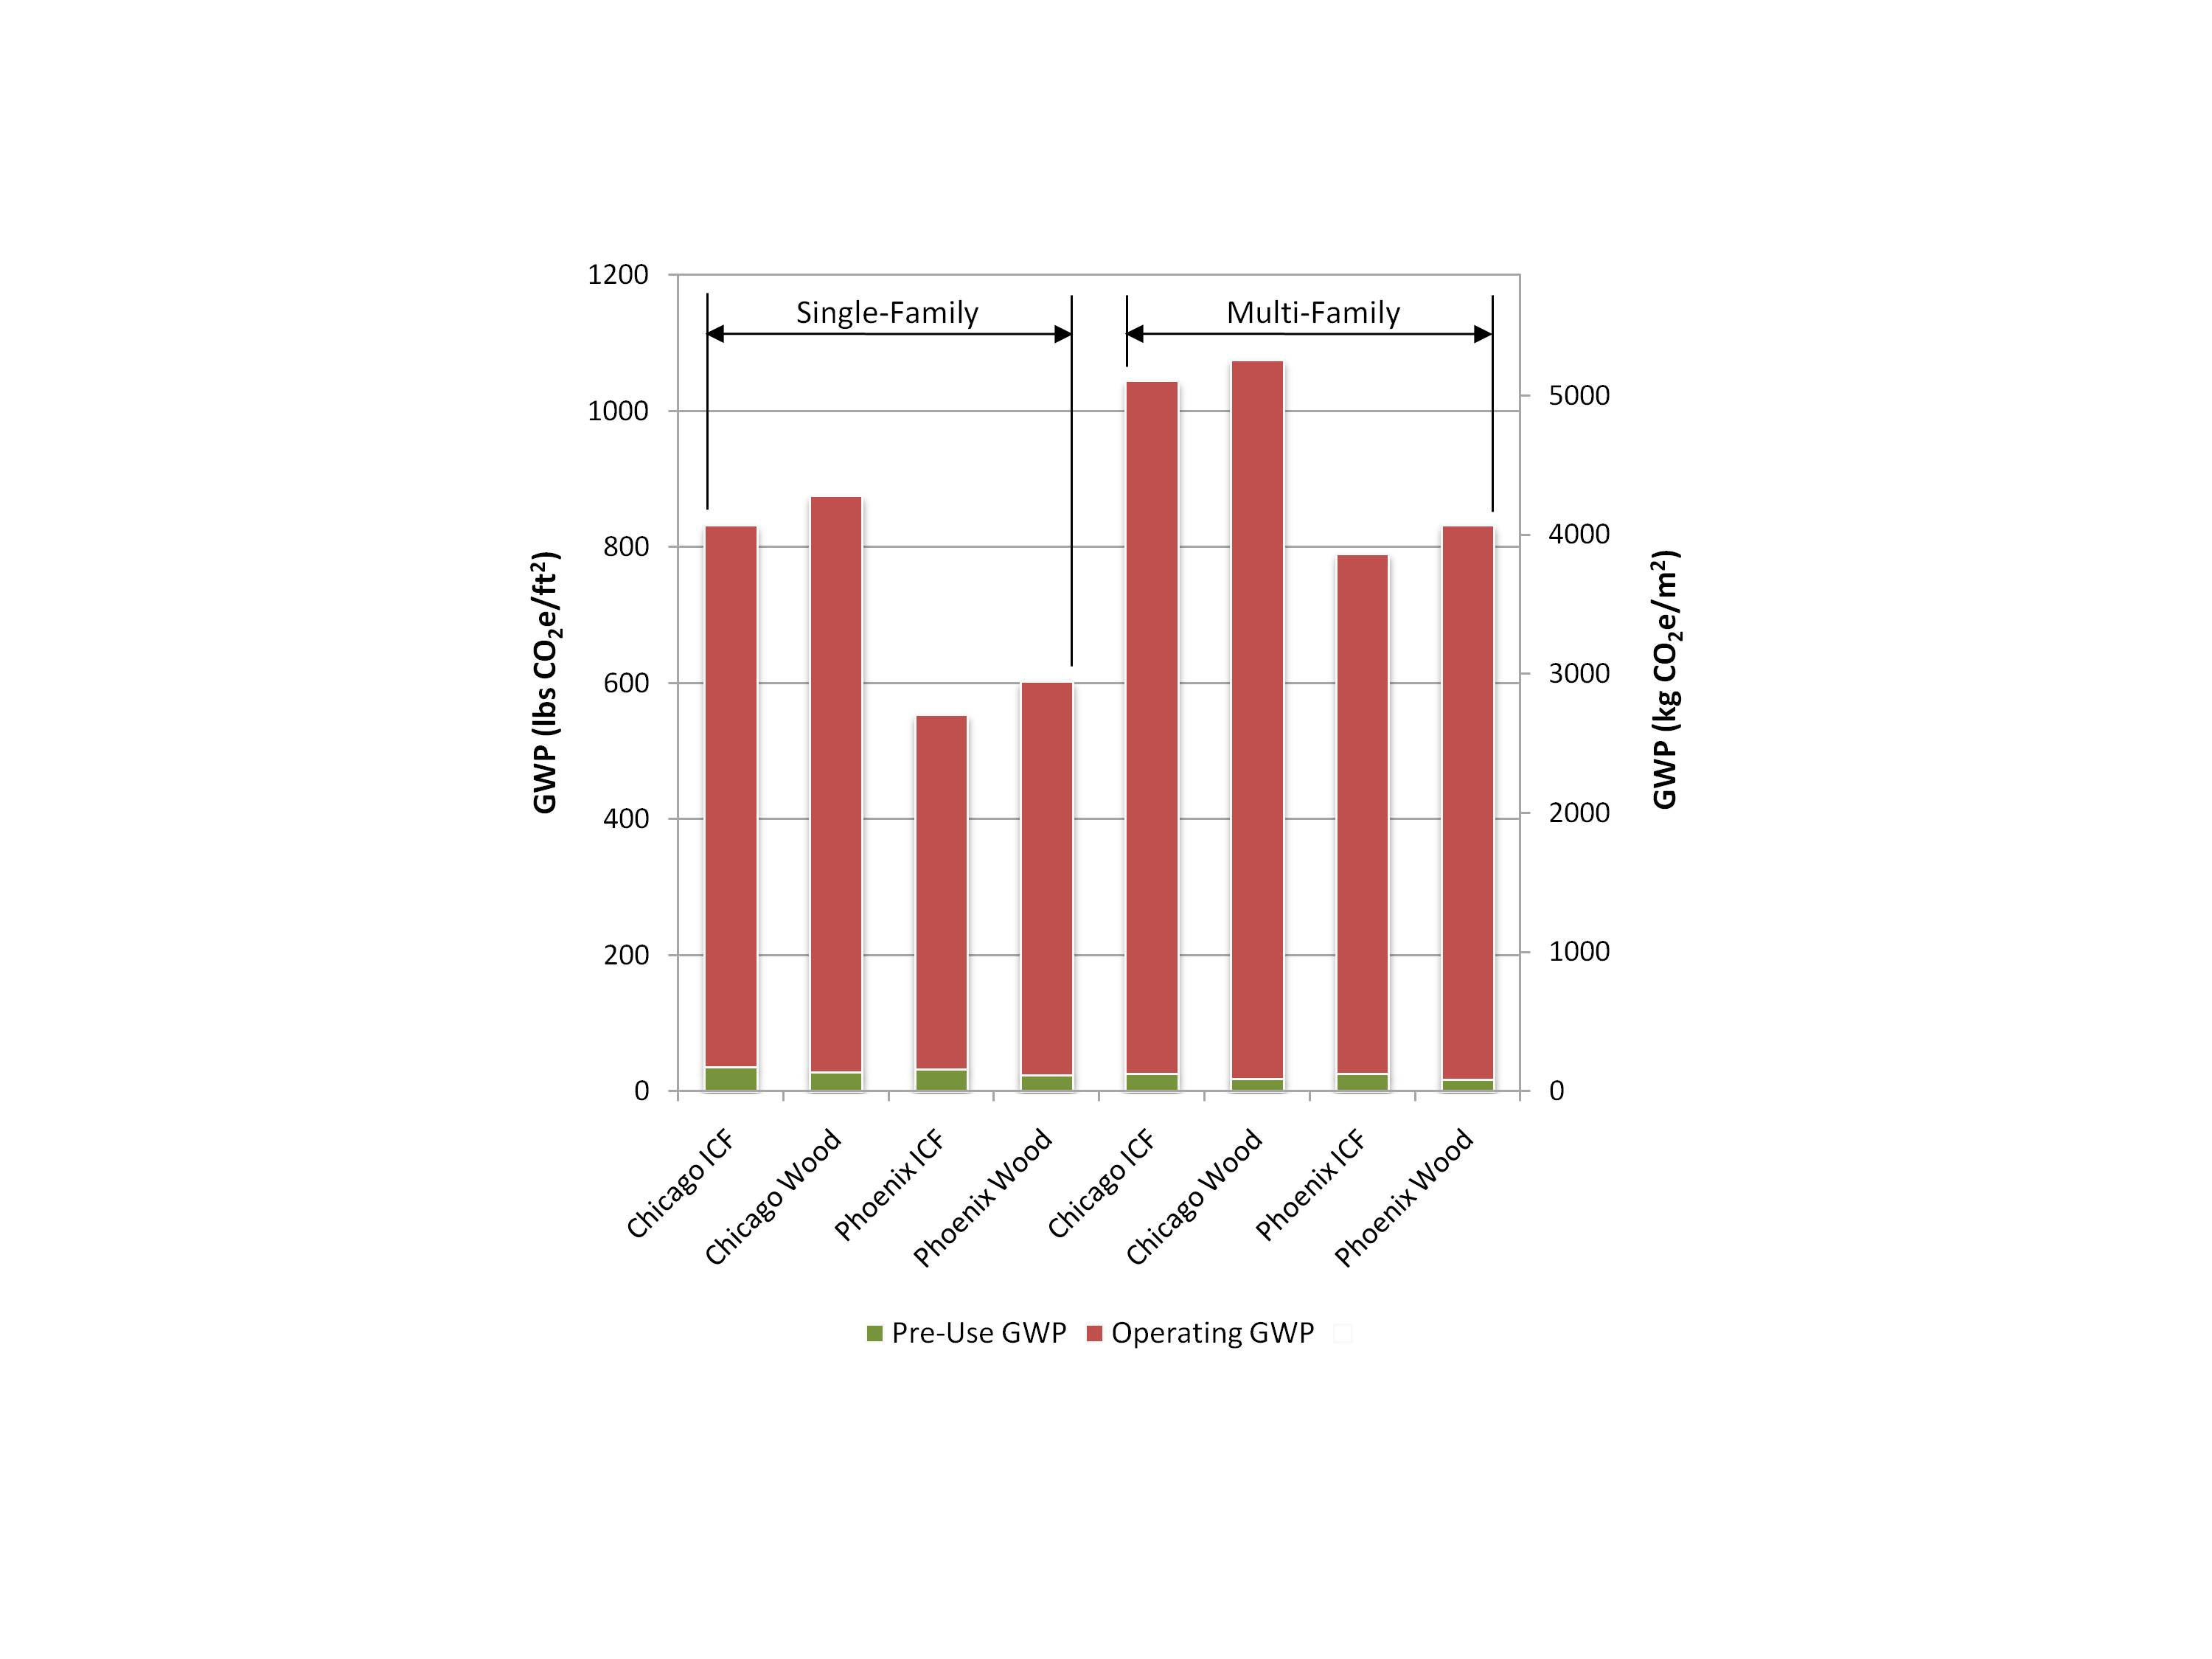 1200
1000
800
600
400
200
0
GWP (lbs CO₂e/ft²)
Single-Family
Multi-Family
5000
4000
3000
2000
1000
0
GWP (kg CO₂e/m²)
Chicago ICF
Chicago Wood
Phoenix ICF
Phoenix Wood
Chicago ICF
Chicago Wood
Phoenix ICF
Phoenix Wood
Pre-Use GWP
Operating GWP